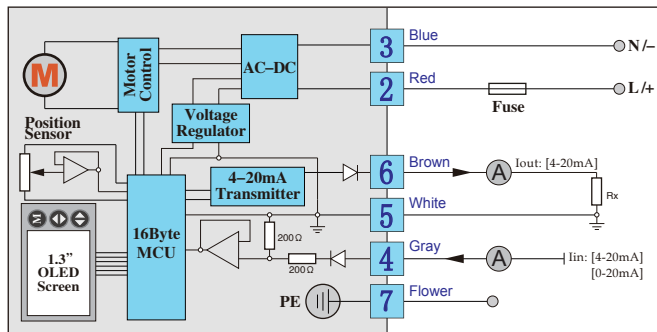 3 Blue N/−
AC–DC
M
Motor
Control
2 Red L/+
Fuse
Voltage
Regulator
Position
Sensor
6 Brown A Iout: [4-20mA]
4–20mA
Transmitter
Rx
5 White
16Byte
MCU
200Ω
M
4 Gray A Iin: [4-20mA]
[0-20mA]
200Ω
1.3”
OLED
Screen
PE
7 Flower